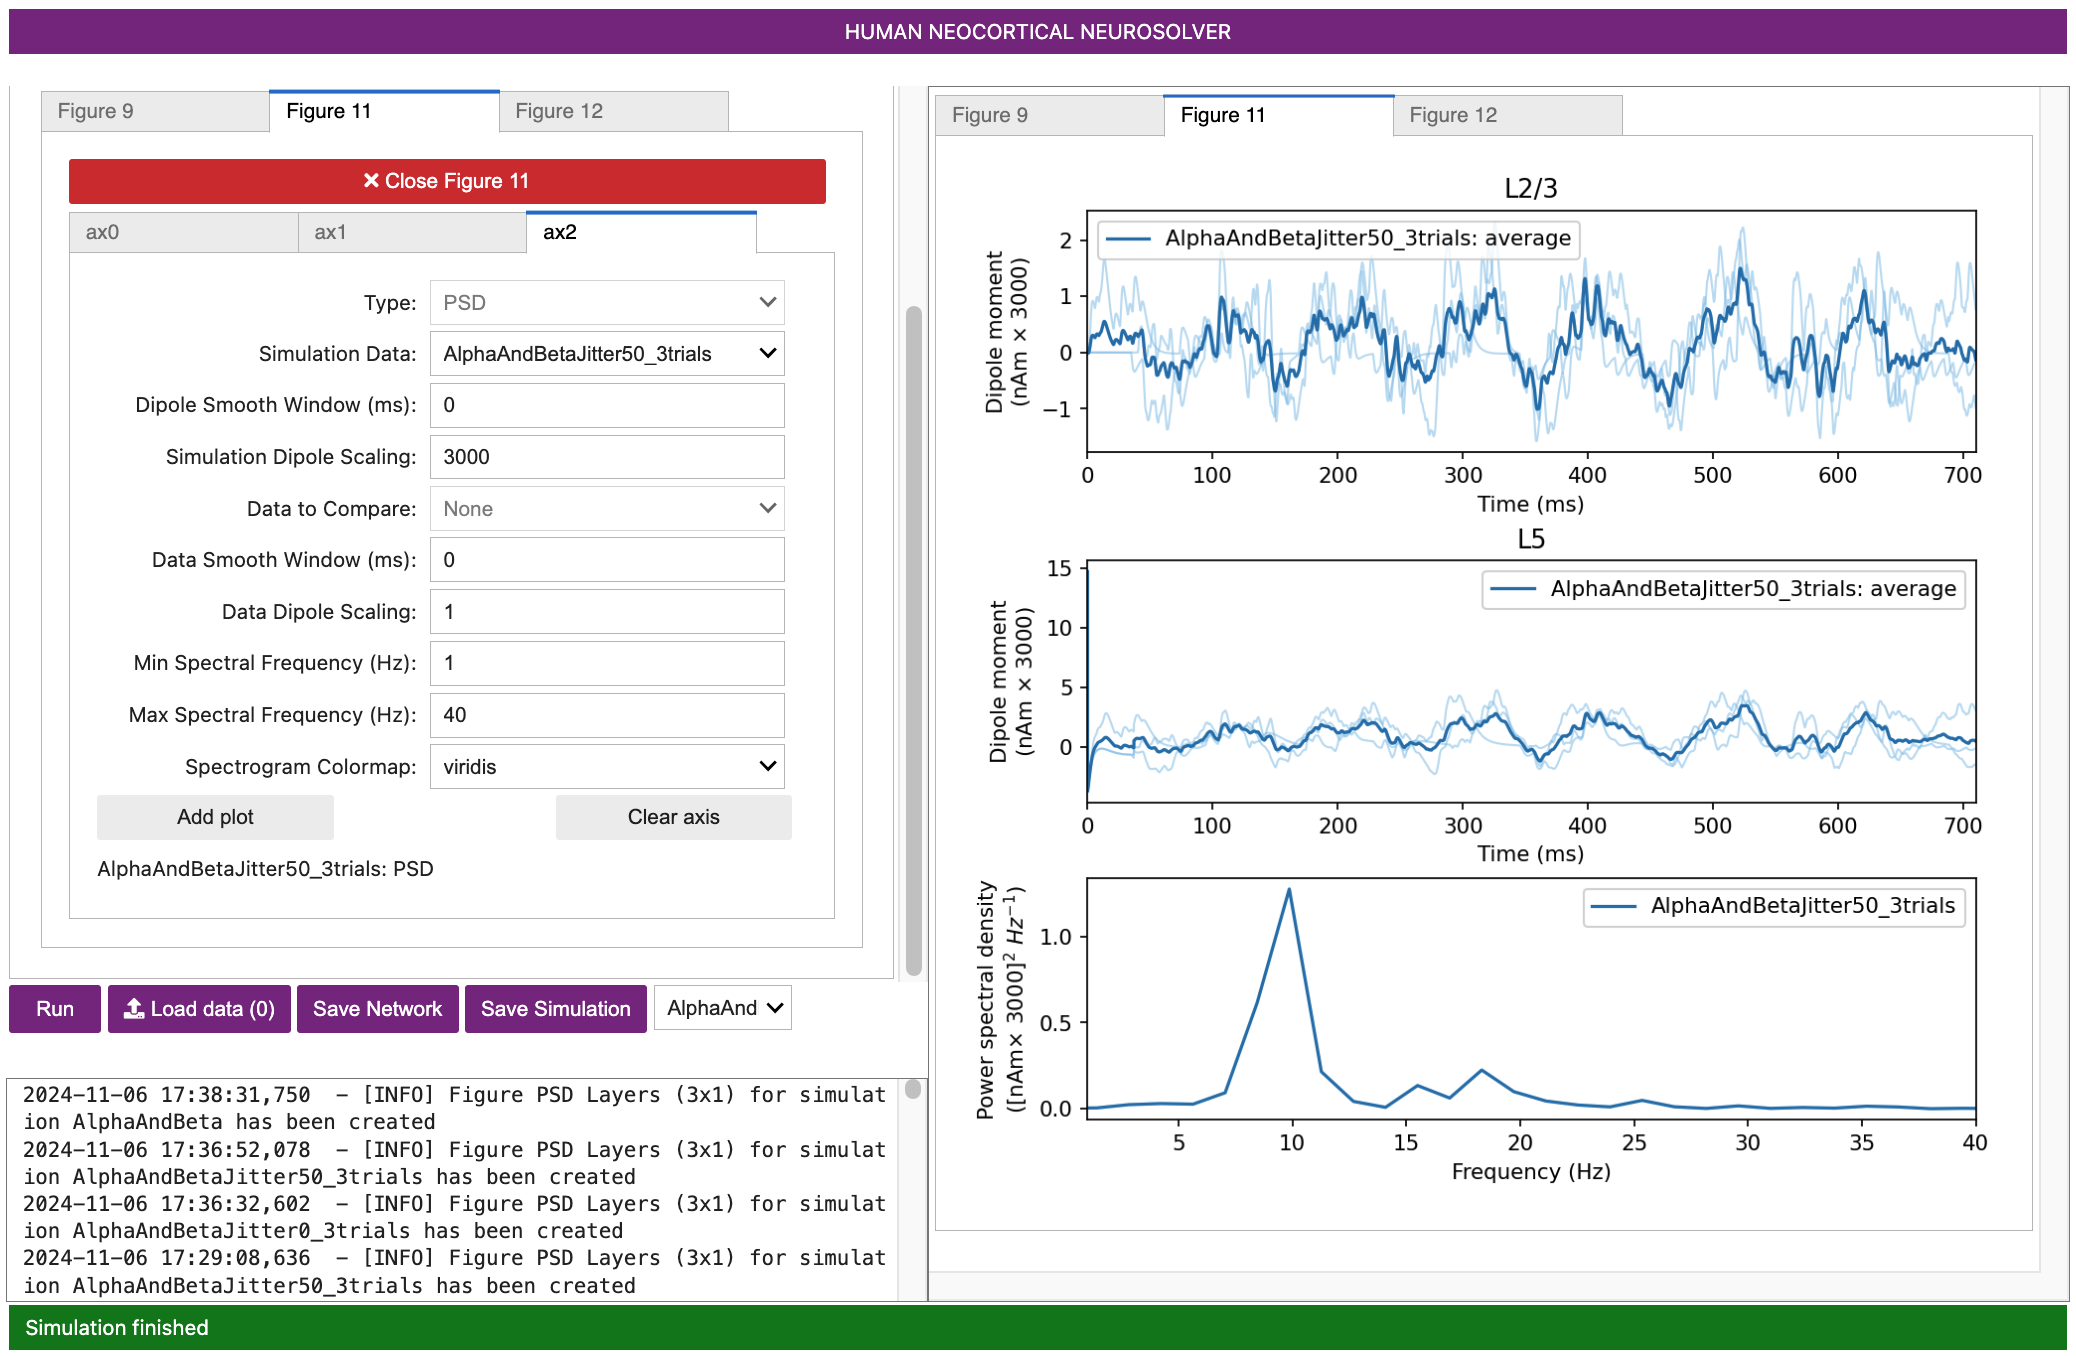 HUMAN NEOCORTICAL NEUROSOLVER
Figure 9
Figure 11
Figure 12
Close Figure 11
ax0
ax1
ax2
Type:
PSD
Simulation Data:
AlphaAndBetaJitter50_3trials
Dipole Smooth Window (ms):
0
Simulation Dipole Scaling:
3000
Data to Compare:
None
Data Smooth Window (ms):
0
Data Dipole Scaling:
1
Min Spectral Frequency (Hz):
1
Max Spectral Frequency (Hz):
40
Spectrogram Colormap:
viridis
Add plot
Clear axis
AlphaAndBetaJitter50_3trials: PSD
Run
Load data (0)
Save Network
Save Simulation
AlphaAnd
2024-11-06 17:38:31,750  - [INFO] Figure PSD Layers (3x1) for simulat
ion AlphaAndBeta has been created
2024-11-06 17:36:52,078  - [INFO] Figure PSD Layers (3x1) for simulat
ion AlphaAndBetaJitter50_3trials has been created
2024-11-06 17:36:32,602  - [INFO] Figure PSD Layers (3x1) for simulat
ion AlphaAndBetaJitter0_3trials has been created
2024-11-06 17:29:08,636  - [INFO] Figure PSD Layers (3x1) for simulat
ion AlphaAndBetaJitter50_3trials has been created
Figure 9
Figure 11
Figure 12
L2/3
AlphaAndBetaJitter50_3trials: average
Dipole moment
(nAm × 3000)
2
1
0
−1
0 100 200 300 400 500 600 700
Time (ms)
L5
AlphaAndBetaJitter50_3trials: average
Dipole moment
(nAm × 3000)
15
10
5
0
0 100 200 300 400 500 600 700
Time (ms)
AlphaAndBetaJitter50_3trials
Power spectral density
([nAm× 3000]² Hz⁻¹)
1.0
0.5
0.0
5 10 15 20 25 30 35 40
Frequency (Hz)
Simulation finished